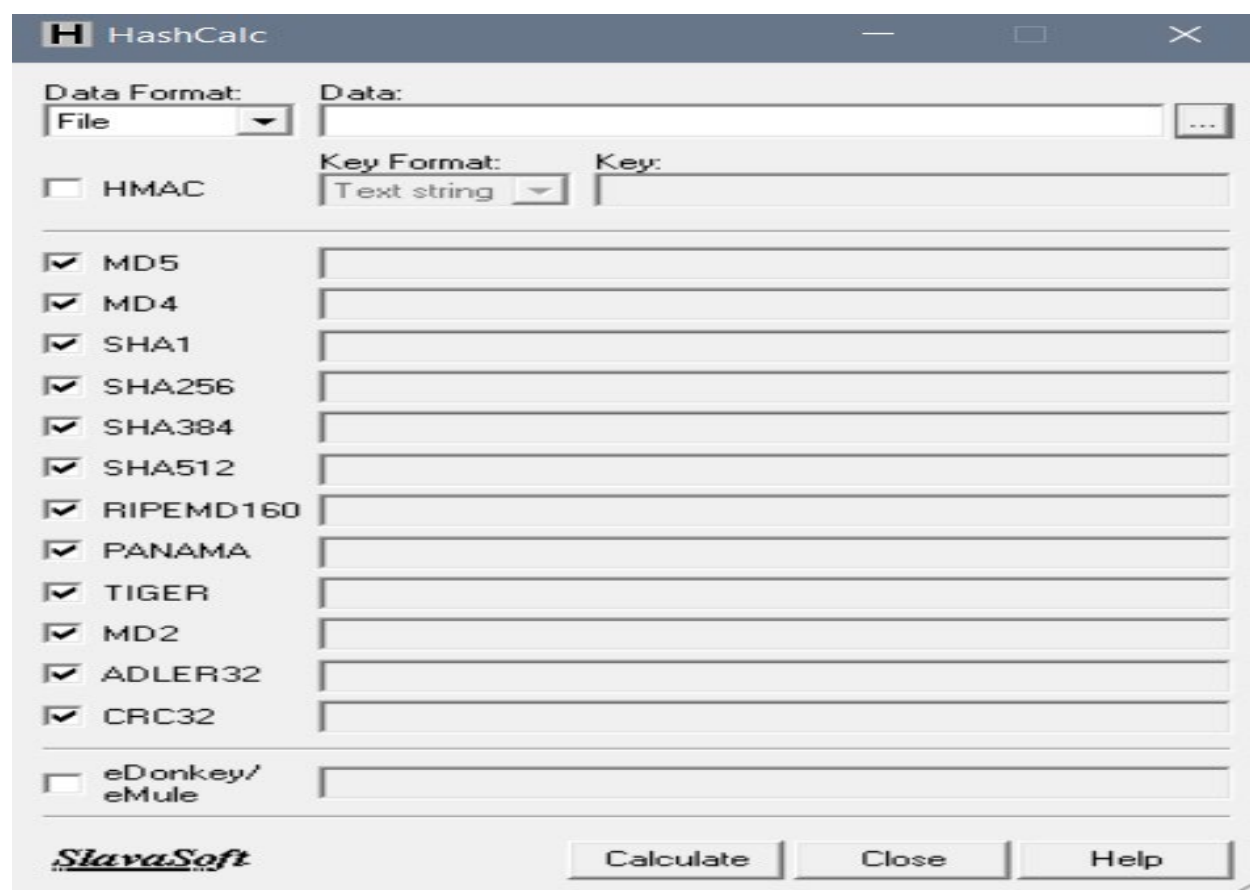 H HashCalc
Data Format: Data:
File ...
Key Format: Key:
HMAC Text string
MD5
MD4
SHA1
SHA256
SHA384
SHA512
RIPEMD160
PANAMA
TIGER
MD2
ADLER32
CRC32
eDonkey/
eMule
SlavaSoft Calculate Close Help